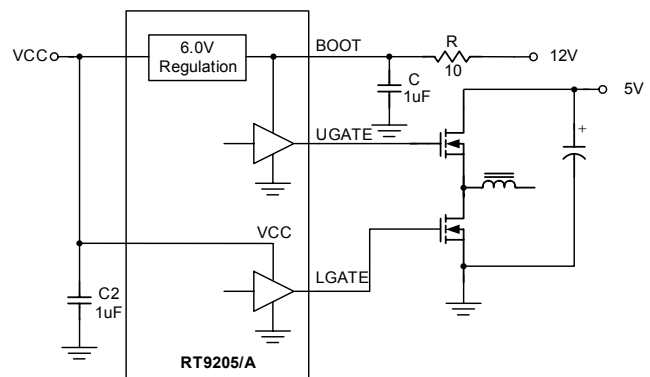 VCC
6.0V
Regulation
BOOT
R
10
12V
C
1uF
5V
+
UGATE
VCC
LGATE
C2
1uF
RT9205/A